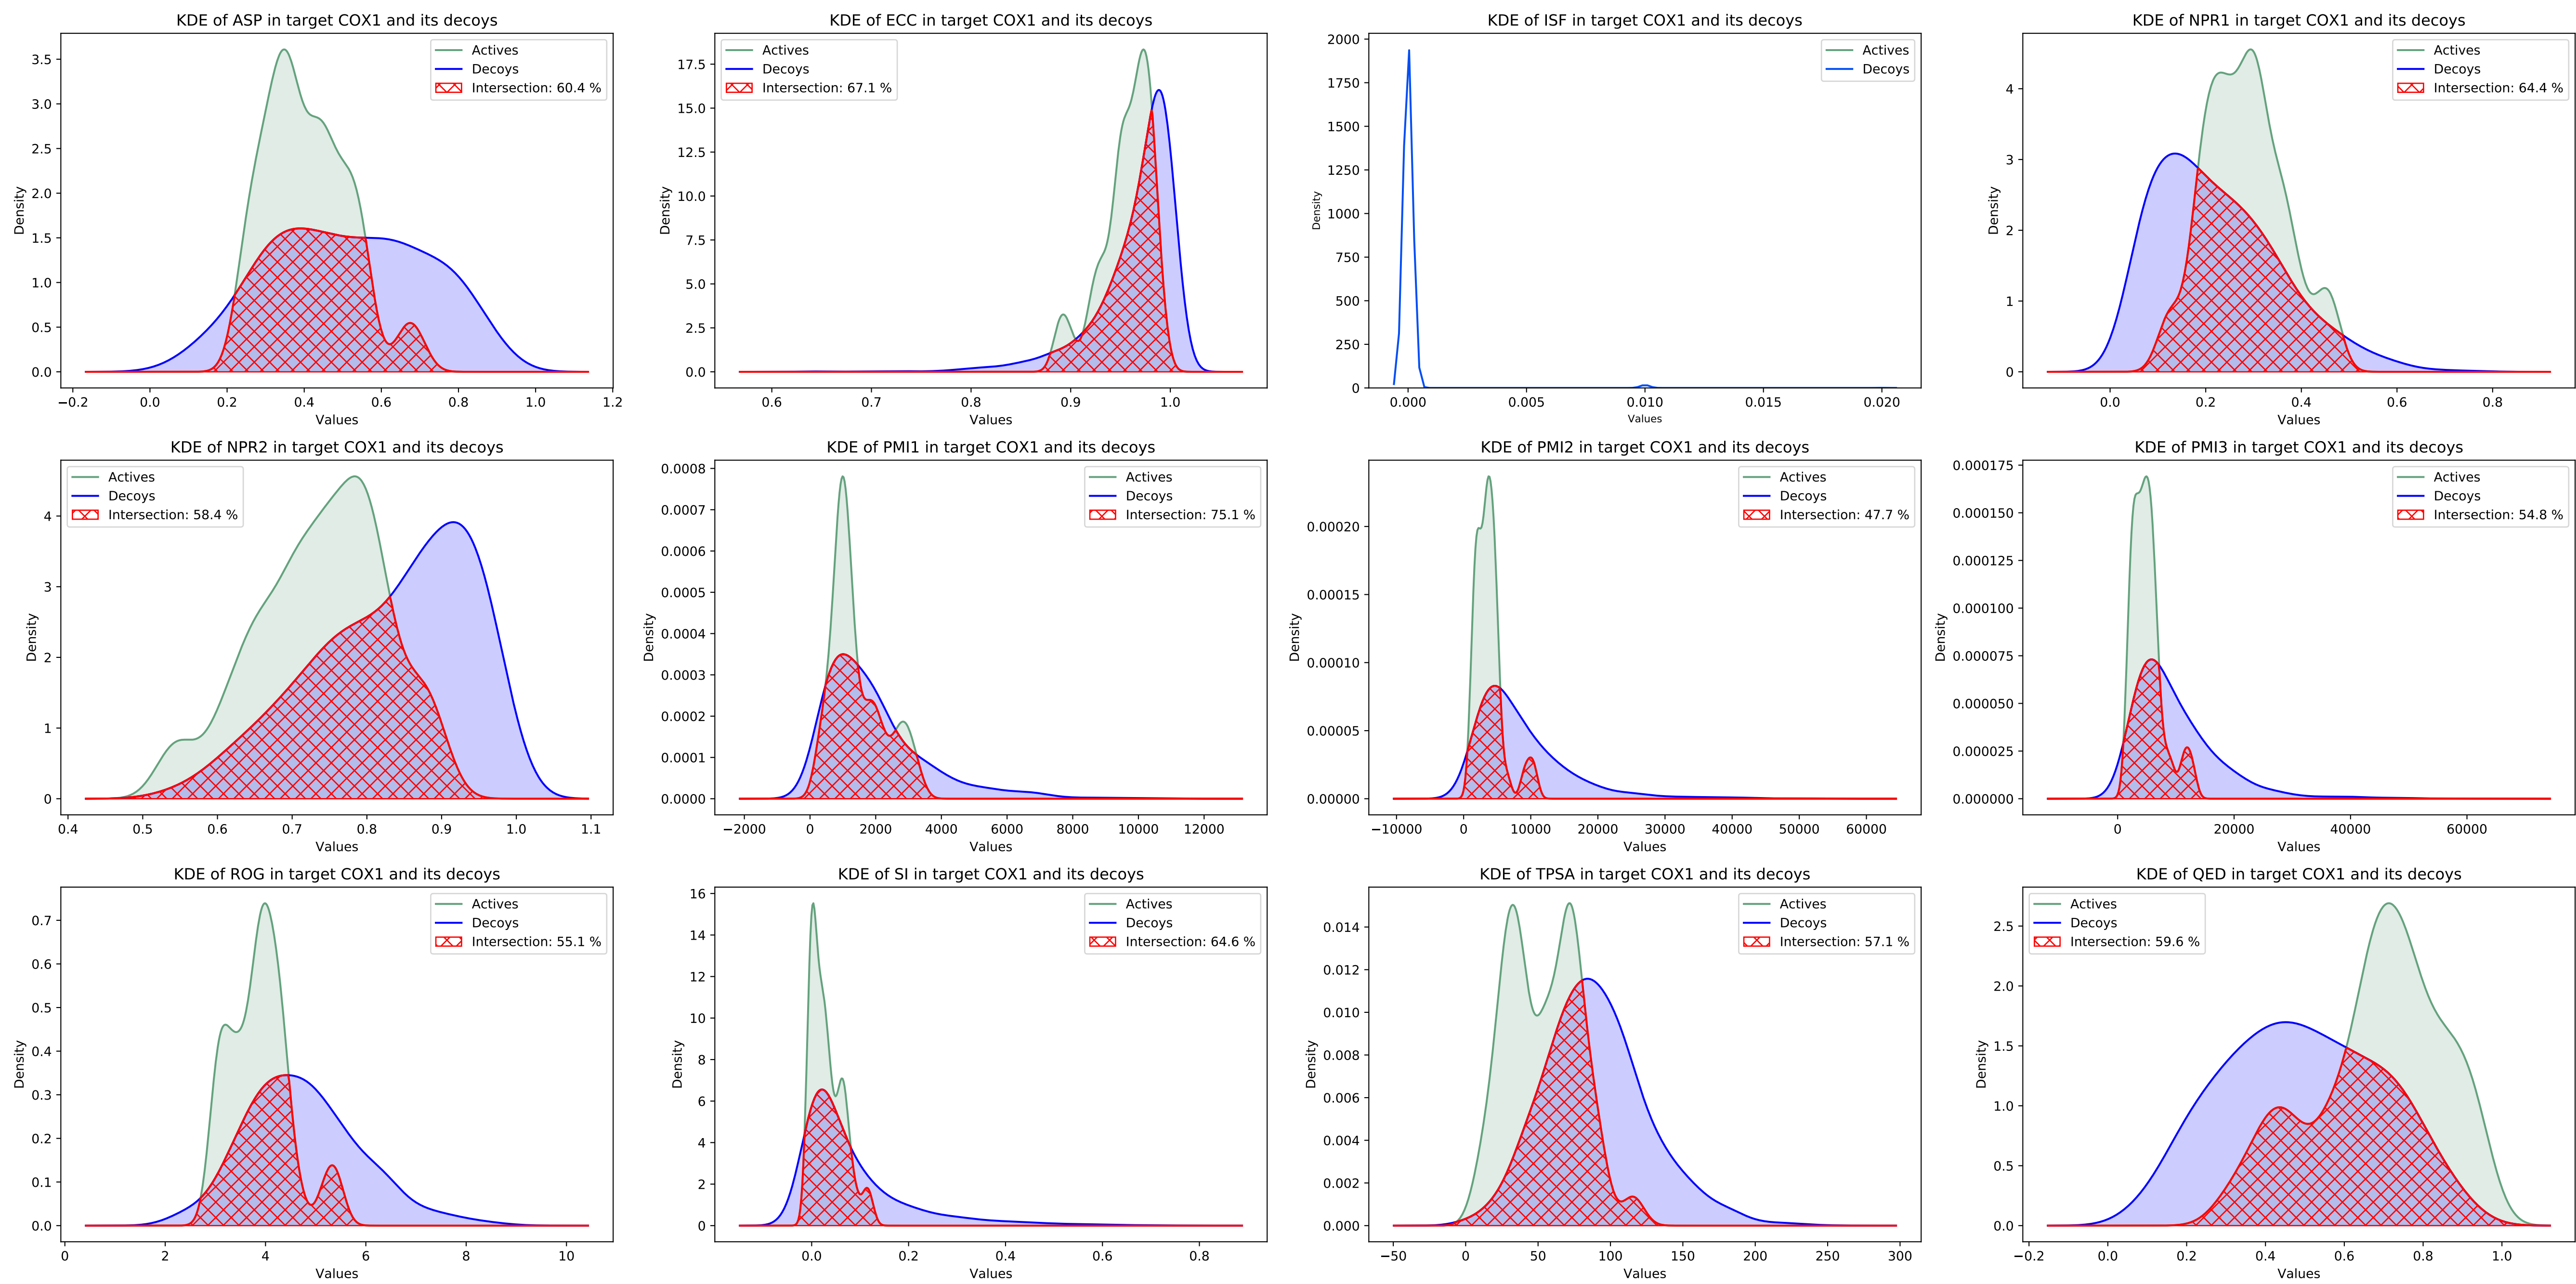 KDE of ASP in target COX1 and its decoys
Actives
Decoys
Intersection: 60.4 %
Density
3.5
3.0
2.5
2.0
1.5
1.0
0.5
0.0
−0.2 0.0 0.2 0.4 0.6 0.8 1.0 1.2
Values
KDE of ECC in target COX1 and its decoys
Actives
Decoys
Intersection: 67.1 %
Density
17.5
15.0
12.5
10.0
7.5
5.0
2.5
0.0
0.6 0.7 0.8 0.9 1.0
Values
KDE of ISF in target COX1 and its decoys
Actives
Decoys
Density
2000
1750
1500
1250
1000
750
500
250
0
0.000 0.005 0.010 0.015 0.020
Values
KDE of NPR1 in target COX1 and its decoys
Actives
Decoys
Intersection: 64.4 %
Density
4
3
2
1
0
0.0 0.2 0.4 0.6 0.8
Values
KDE of NPR2 in target COX1 and its decoys
Actives
Decoys
Intersection: 58.4 %
Density
4
3
2
1
0
0.4 0.5 0.6 0.7 0.8 0.9 1.0 1.1
Values
KDE of PMI1 in target COX1 and its decoys
Actives
Decoys
Intersection: 75.1 %
Density
0.0008
0.0007
0.0006
0.0005
0.0004
0.0003
0.0002
0.0001
0.0000
−2000 0 2000 4000 6000 8000 10000 12000
Values
KDE of PMI2 in target COX1 and its decoys
Actives
Decoys
Intersection: 47.7 %
Density
0.00020
0.00015
0.00010
0.00005
0.00000
−10000 0 10000 20000 30000 40000 50000 60000
Values
KDE of PMI3 in target COX1 and its decoys
Actives
Decoys
Intersection: 54.8 %
Density
0.000175
0.000150
0.000125
0.000100
0.000075
0.000050
0.000025
0.000000
0 20000 40000 60000
Values
KDE of ROG in target COX1 and its decoys
Actives
Decoys
Intersection: 55.1 %
Density
0.7
0.6
0.5
0.4
0.3
0.2
0.1
0.0
0 2 4 6 8 10
Values
KDE of SI in target COX1 and its decoys
Actives
Decoys
Intersection: 64.6 %
Density
16
14
12
10
8
6
4
2
0
0.0 0.2 0.4 0.6 0.8
Values
KDE of TPSA in target COX1 and its decoys
Actives
Decoys
Intersection: 57.1 %
Density
0.014
0.012
0.010
0.008
0.006
0.004
0.002
0.000
−50 0 50 100 150 200 250 300
Values
KDE of QED in target COX1 and its decoys
Actives
Decoys
Intersection: 59.6 %
Density
2.5
2.0
1.5
1.0
0.5
0.0
−0.2 0.0 0.2 0.4 0.6 0.8 1.0
Values